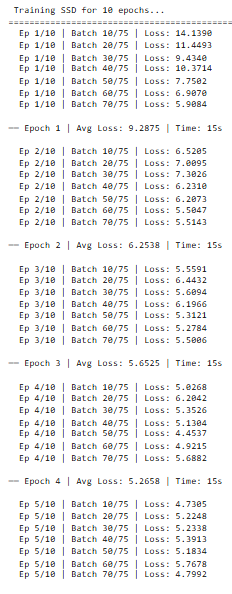 Training SSD for 10 epochs...
============================================
Ep 1/10 | Batch 10/75 | Loss: 14.1390
Ep 1/10 | Batch 20/75 | Loss: 11.4493
Ep 1/10 | Batch 30/75 | Loss: 9.4340
Ep 1/10 | Batch 40/75 | Loss: 10.3714
Ep 1/10 | Batch 50/75 | Loss: 7.7502
Ep 1/10 | Batch 60/75 | Loss: 6.9070
Ep 1/10 | Batch 70/75 | Loss: 5.9084
── Epoch 1 | Avg Loss: 9.2875 | Time: 15s
Ep 2/10 | Batch 10/75 | Loss: 6.5205
Ep 2/10 | Batch 20/75 | Loss: 7.0095
Ep 2/10 | Batch 30/75 | Loss: 7.3026
Ep 2/10 | Batch 40/75 | Loss: 6.2310
Ep 2/10 | Batch 50/75 | Loss: 6.2073
Ep 2/10 | Batch 60/75 | Loss: 5.5047
Ep 2/10 | Batch 70/75 | Loss: 5.5143
── Epoch 2 | Avg Loss: 6.2538 | Time: 15s
Ep 3/10 | Batch 10/75 | Loss: 5.5591
Ep 3/10 | Batch 20/75 | Loss: 6.4432
Ep 3/10 | Batch 30/75 | Loss: 5.6094
Ep 3/10 | Batch 40/75 | Loss: 6.1966
Ep 3/10 | Batch 50/75 | Loss: 5.3121
Ep 3/10 | Batch 60/75 | Loss: 5.2784
Ep 3/10 | Batch 70/75 | Loss: 5.5006
── Epoch 3 | Avg Loss: 5.6525 | Time: 15s
Ep 4/10 | Batch 10/75 | Loss: 5.0268
Ep 4/10 | Batch 20/75 | Loss: 6.2042
Ep 4/10 | Batch 30/75 | Loss: 5.3526
Ep 4/10 | Batch 40/75 | Loss: 5.1304
Ep 4/10 | Batch 50/75 | Loss: 4.4537
Ep 4/10 | Batch 60/75 | Loss: 4.9215
Ep 4/10 | Batch 70/75 | Loss: 5.6882
── Epoch 4 | Avg Loss: 5.2658 | Time: 15s
Ep 5/10 | Batch 10/75 | Loss: 4.7305
Ep 5/10 | Batch 20/75 | Loss: 5.2248
Ep 5/10 | Batch 30/75 | Loss: 5.2338
Ep 5/10 | Batch 40/75 | Loss: 5.3913
Ep 5/10 | Batch 50/75 | Loss: 5.1834
Ep 5/10 | Batch 60/75 | Loss: 5.7678
Ep 5/10 | Batch 70/75 | Loss: 4.7992